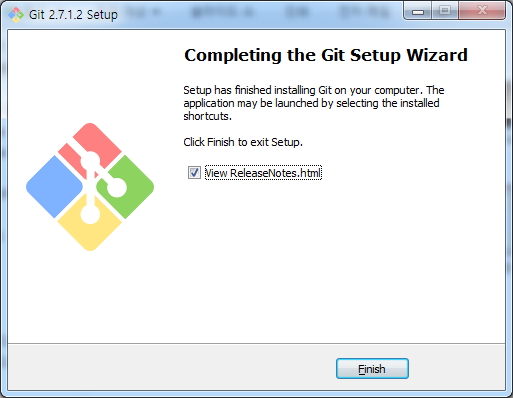 Git 2.7.1.2 Setup
Completing the Git Setup Wizard
Setup has finished installing Git on your computer. The
application may be launched by selecting the installed
shortcuts.
Click Finish to exit Setup.
View ReleaseNotes.html
Finish